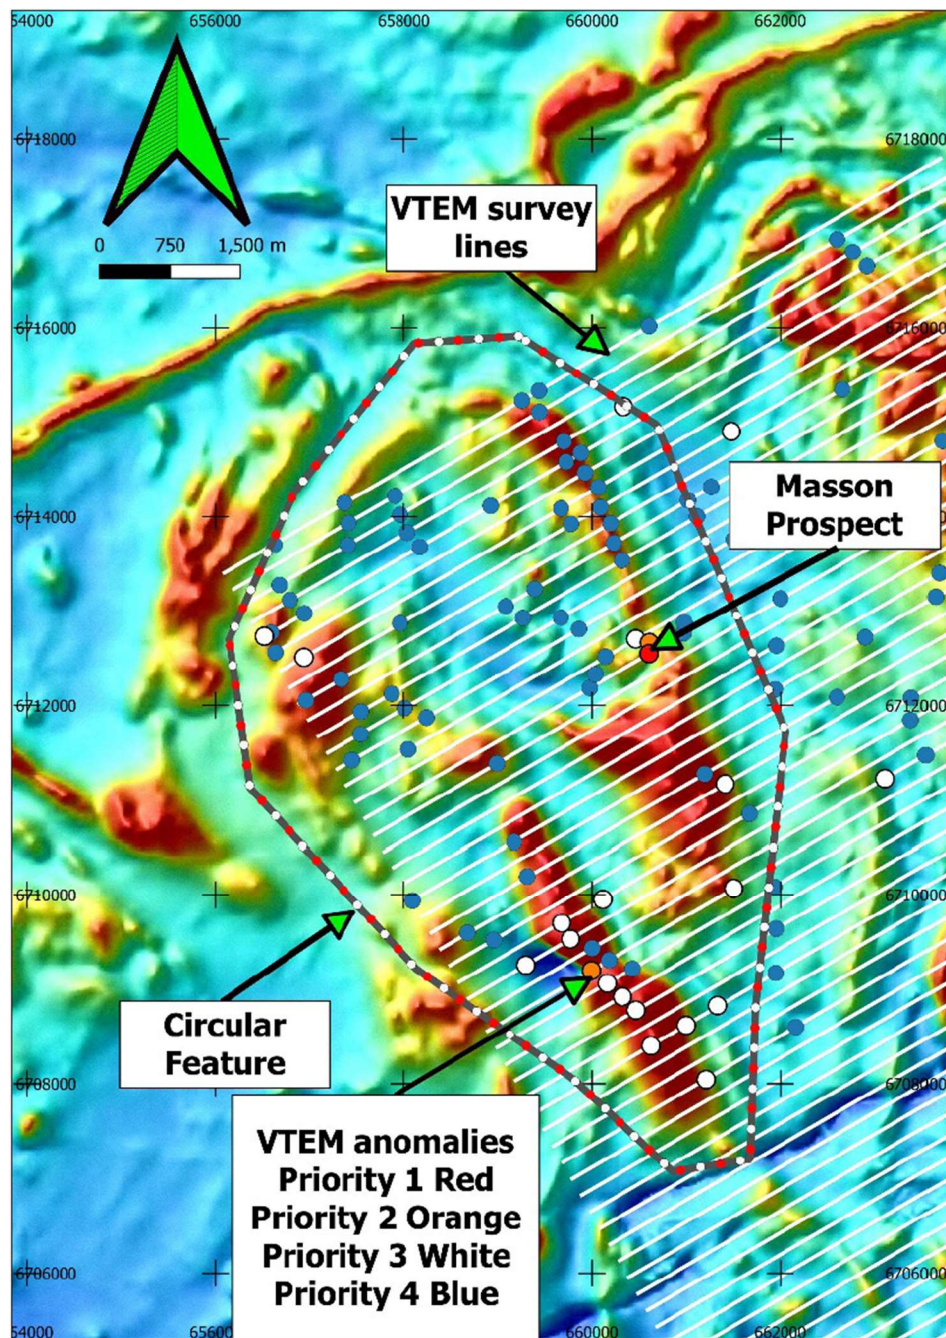 54000 656000 658000 660000 662000
6718000 6718000
VTEM survey
lines
0 750 1,500 m
6716000 6716000
Masson
Prospect
6714000 6714000
6712000 6712000
6710000 6710000
Circular
Feature
6708000 6708000
VTEM anomalies
Priority 1 Red
Priority 2 Orange
Priority 3 White
Priority 4 Blue
6706000 6706000
54000 65600 660000 662000